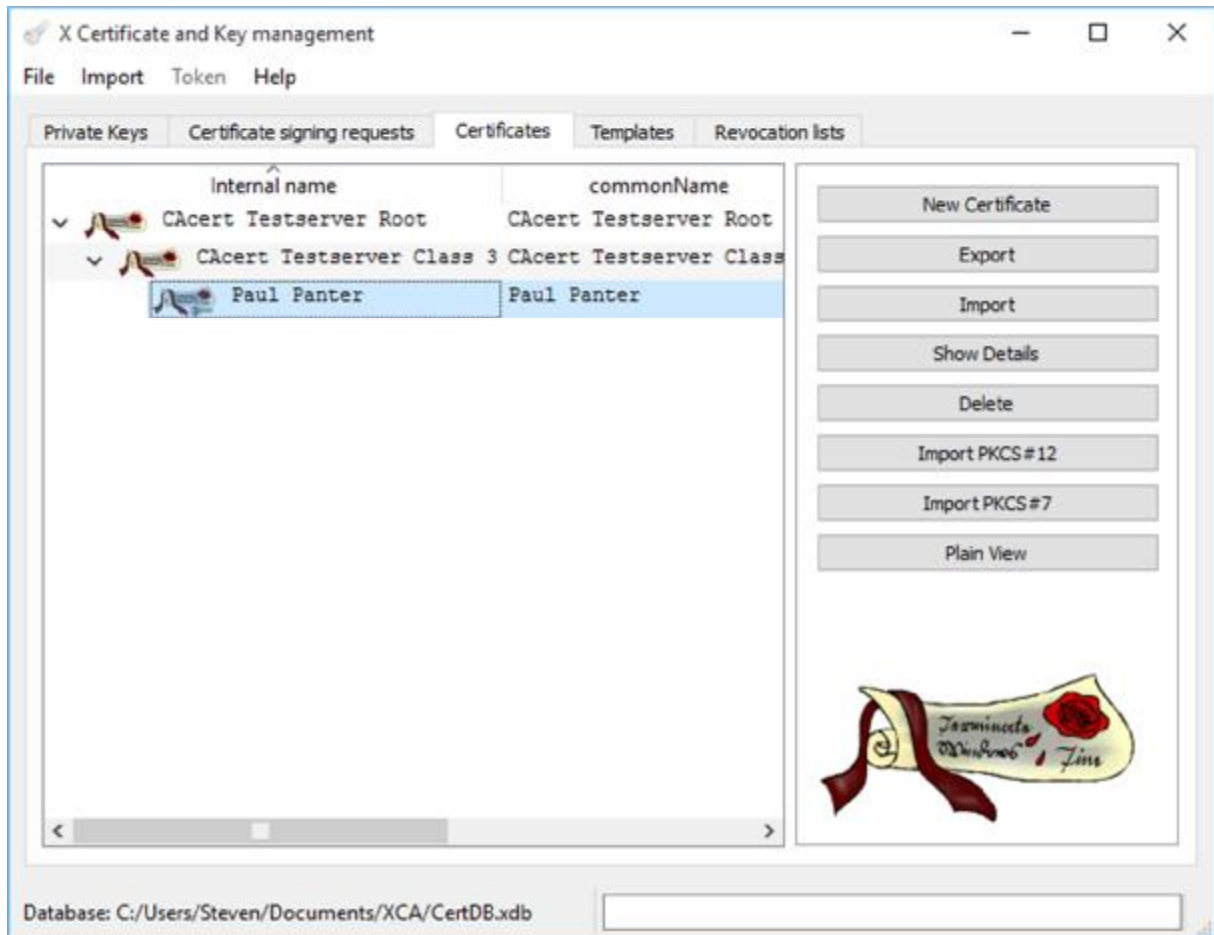 X Certificate and Key management
File Import Token Help
Private Keys Certificate signing requests Certificates Templates Revocation lists
Internal name commonName
CAcert Testserver Root CAcert Testserver Root
CAcert Testserver Class 3 CAcert Testserver Class
Paul Panter Paul Panter
New Certificate
Export
Import
Show Details
Delete
Import PKCS#12
Import PKCS#7
Plain View
Database: C:/Users/Steven/Documents/XCA/CertDB.xdb